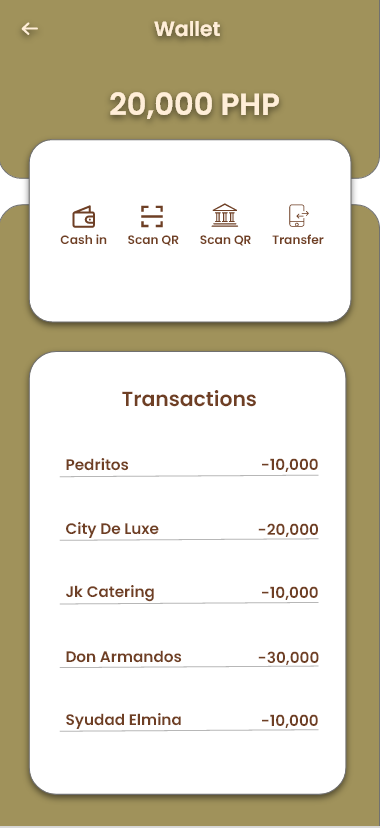 Wallet
20,000 PHP
Cash in Scan QR Scan QR Transfer
Transactions
Pedritos -10,000
City De Luxe -20,000
Jk Catering -10,000
Don Armandos -30,000
Syudad Elmina -10,000